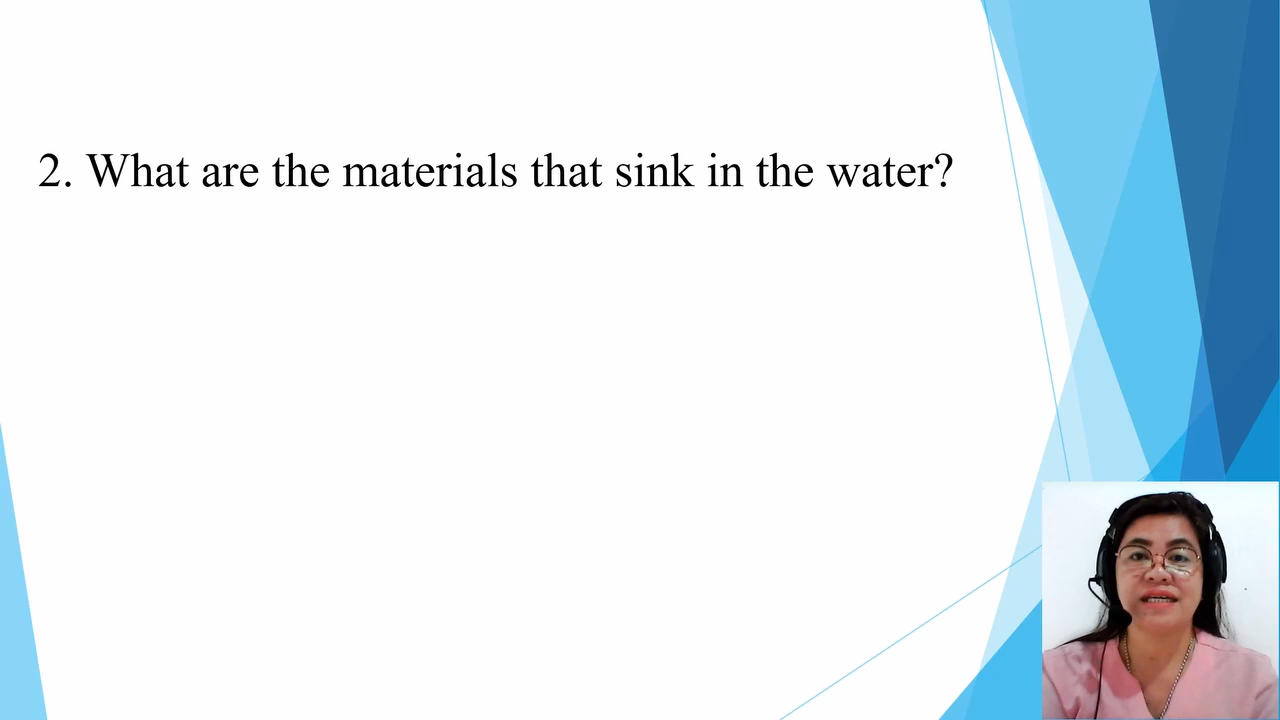 2. What are the materials that sink in the water?